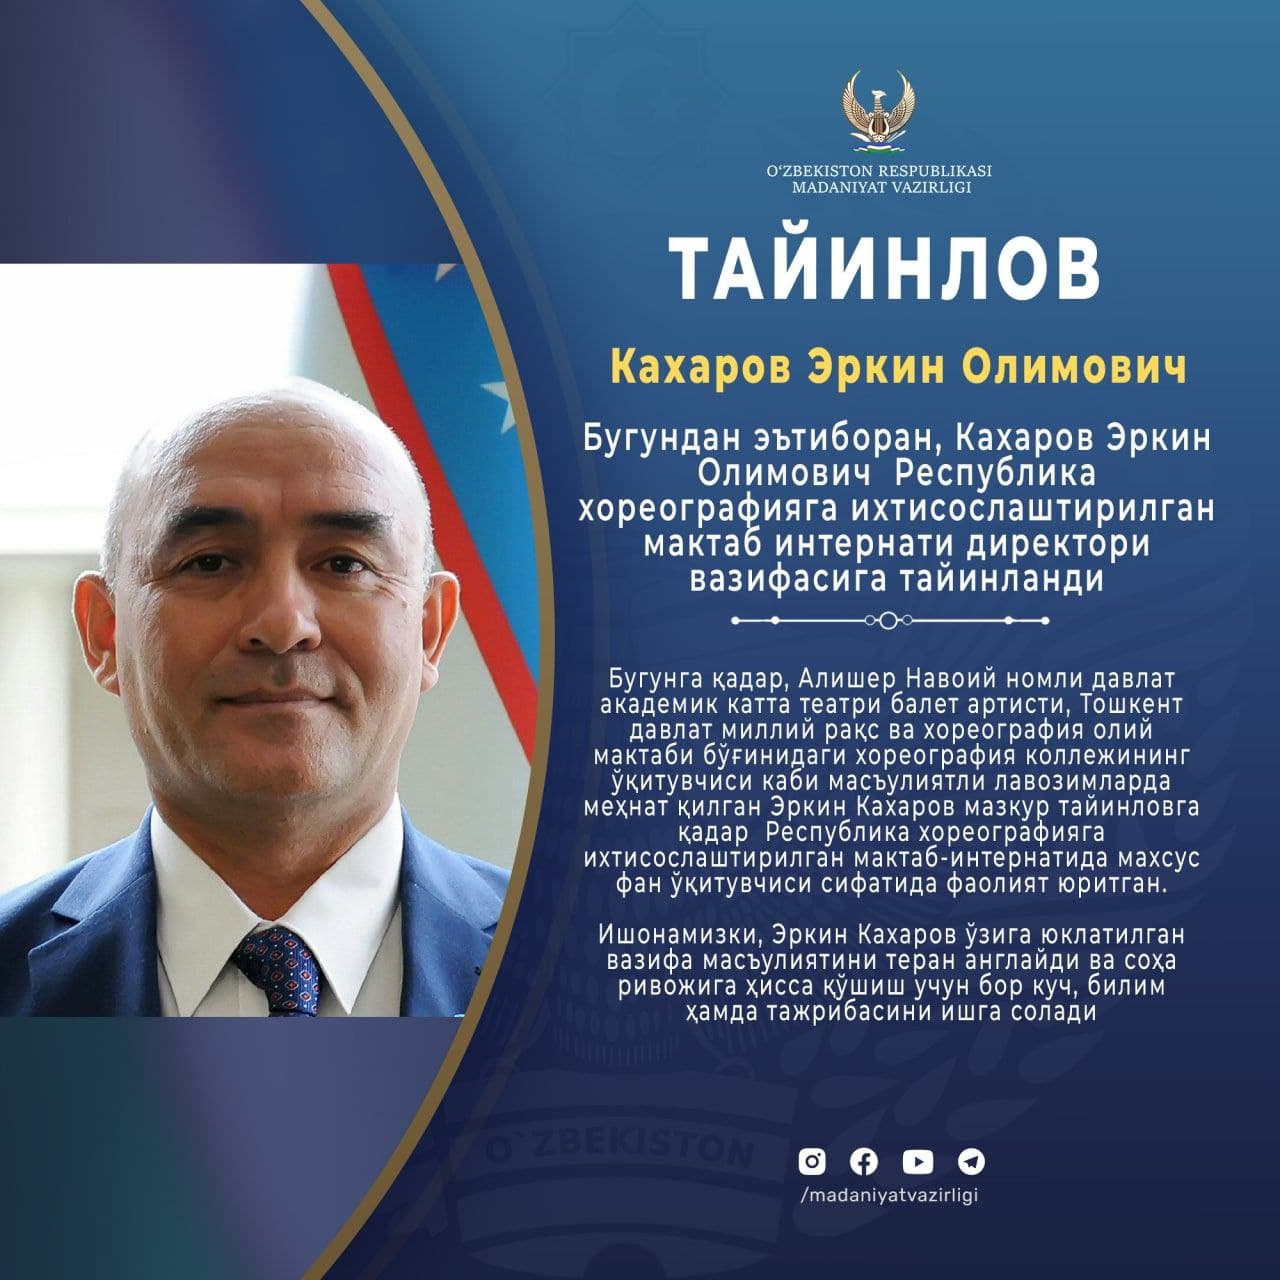 O‘ZBEKISTON RESPUBLIKASI
MADANIYAT VAZIRLIGI
ТАЙИНЛОВ
Кахаров Эркин Олимович
Бугундан эътиборан, Кахаров Эркин
Олимович Республика
хореографияга ихтисослаштирилган
мактаб интернати директори
вазифасига тайинланди
Бугунга қадар, Алишер Навоий номли давлат
академик катта театри балет артисти, Тошкент
давлат миллий рақс ва хореография олий
мактаби бўғинидаги хореография коллежининг
ўқитувчиси каби масъулиятли лавозимларда
меҳнат қилган Эркин Кахаров мазкур тайинловга
қадар Республика хореографияга
ихтисослаштирилган мактаб-интернатида махсус
фан ўқитувчиси сифатида фаолият юритган.
Ишонамизки, Эркин Кахаров ўзига юклатилган
вазифа масъулиятини теран англайди ва соҳа
ривожига ҳисса қўшиш учун бор куч, билим
ҳамда тажрибасини ишга солади
O`ZBEKISTON
/madaniyatvazirligi